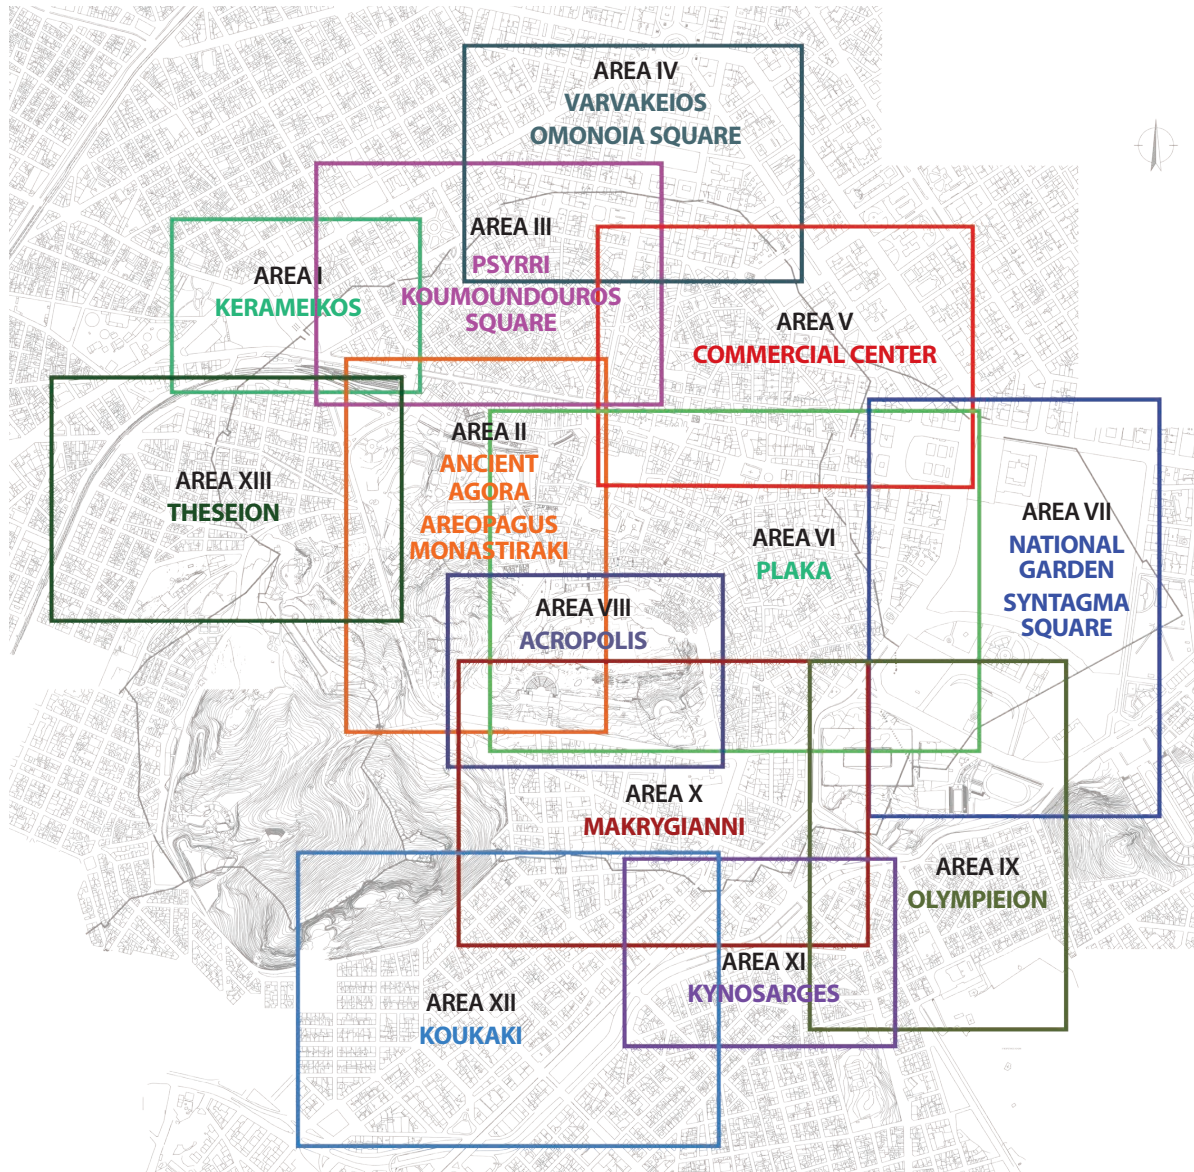 AREA IV
VARVAKEIOS
OMONOIA SQUARE
AREA III
PSYRRI
KOUMOUNDOUROS
SQUARE
AREA I
KERAMEIKOS
AREA V
COMMERCIAL CENTER
AREA II
ANCIENT
AGORA
AREOPAGUS
MONASTIRAKI
AREA XIII
THESEION
AREA VI
PLAKA
AREA VII
NATIONAL
GARDEN
SYNTAGMA
SQUARE
AREA VIII
ACROPOLIS
AREA X
MAKRYGIANNI
AREA IX
OLYMPIEION
AREA XI
KYNOSARGES
AREA XII
KOUKAKI